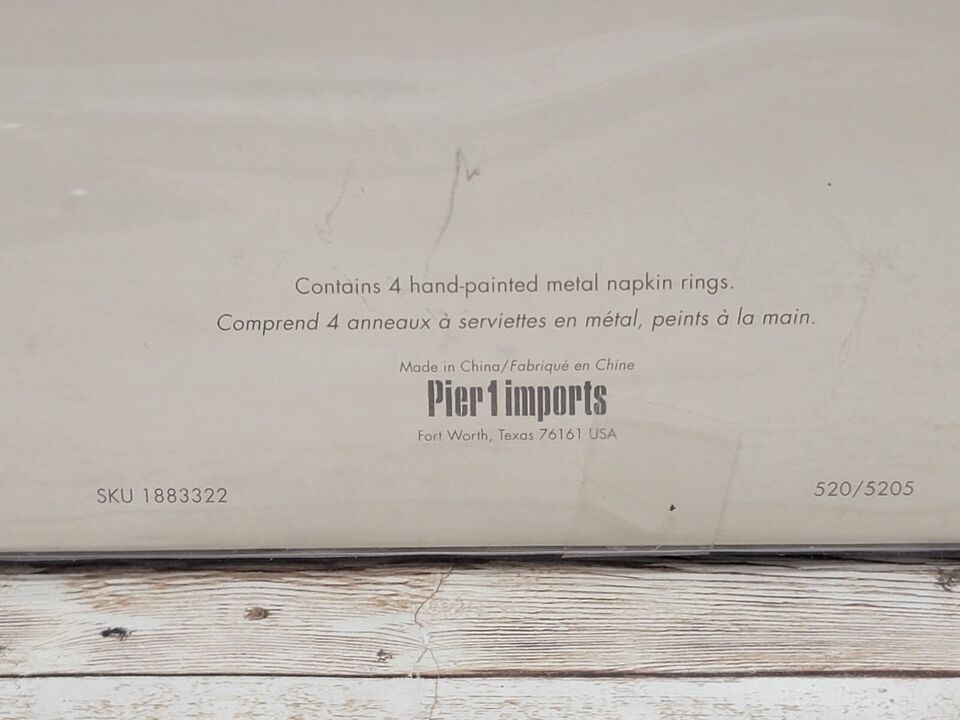 Contains 4 hand-painted metal napkin rings.
Comprend 4 anneaux à serviettes en métal, peints à la main.
Made in China/Fabriqué en Chine
Pier 1 imports
Fort Worth, Texas 76161 USA
SKU 1883322
520/5205